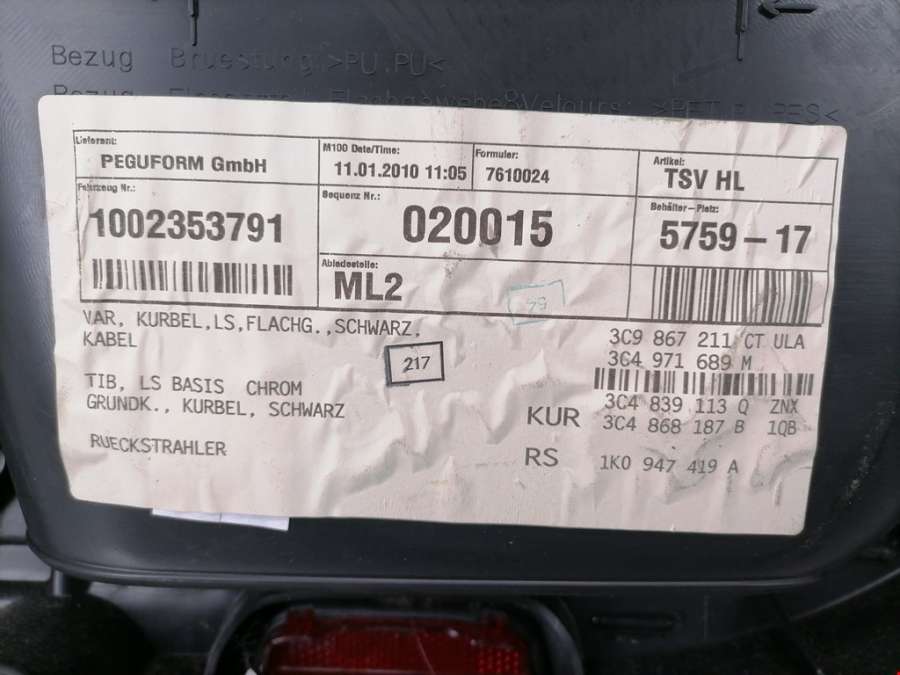 Bezug Bruestung >PU,PU<
Bezug
Lieferant:
PEGUFORM GmbH
M100 Date/Time:
11.01.2010 11:05
Formuler:
7610024
Artikel:
TSV HL
Fahrzeug Nr.:
1002353791
Sequenz Nr.:
020015
Behälter-Platz:
5759-17
Abladestelle:
ML2
54
VAR, KURBEL,LS,FLACHG.,SCHWARZ,
KABEL
217
3C9 867 211 CT ULA
3C4 971 689 M
TIB, LS BASIS CHROM
GRUNDK., KURBEL, SCHWARZ
KUR
3C4 839 113 Q ZNX
3C4 868 187 B 1QB
RUECKSTRAHLER
RS
1K0 947 419 A